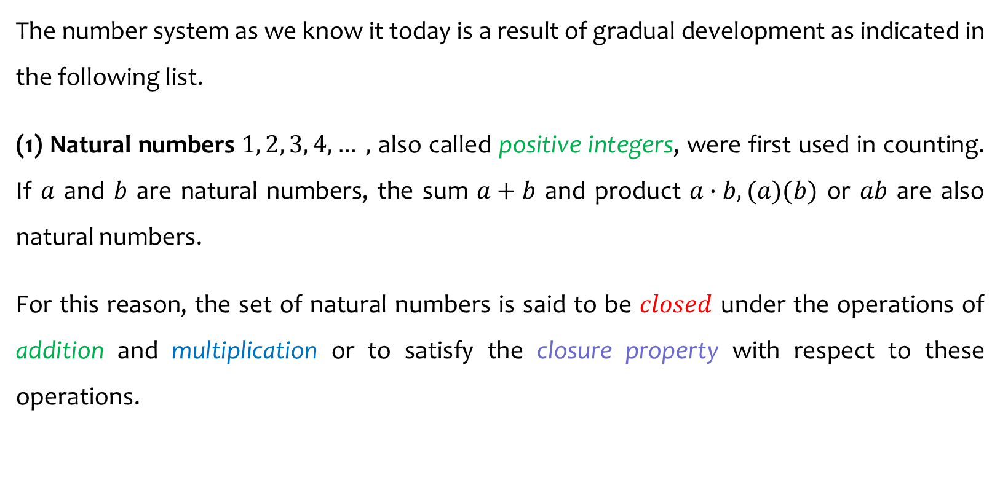 The number system as we know it today is a result of gradual development as indicated in
the following list.
(1) Natural numbers 1, 2, 3, 4, ... , also called positive integers, were first used in counting.
If a and b are natural numbers, the sum a + b and product a · b, (a)(b) or ab are also
natural numbers.
For this reason, the set of natural numbers is said to be closed under the operations of
addition and multiplication or to satisfy the closure property with respect to these
operations.